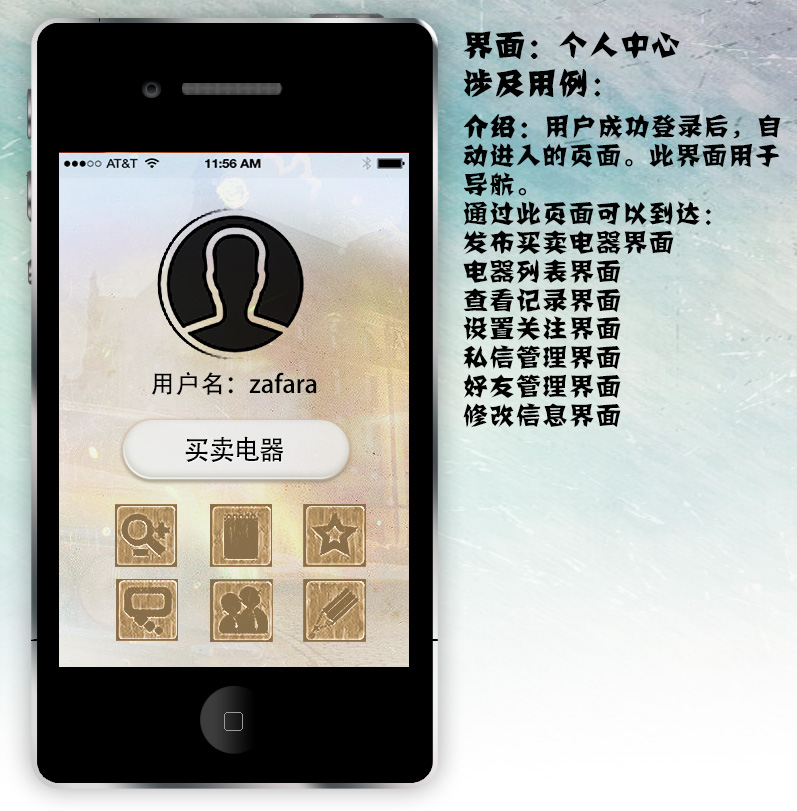 AT&T 11:56 AM
用户名：zafara
买卖电器
界面：个人中心
涉及用例：
介绍：用户成功登录后，自
动进入的页面。此界面用于
导航。
通过此页面可以到达：
发布买卖电器界面
电器列表界面
查看记录界面
设置关注界面
私信管理界面
好友管理界面
修改信息界面